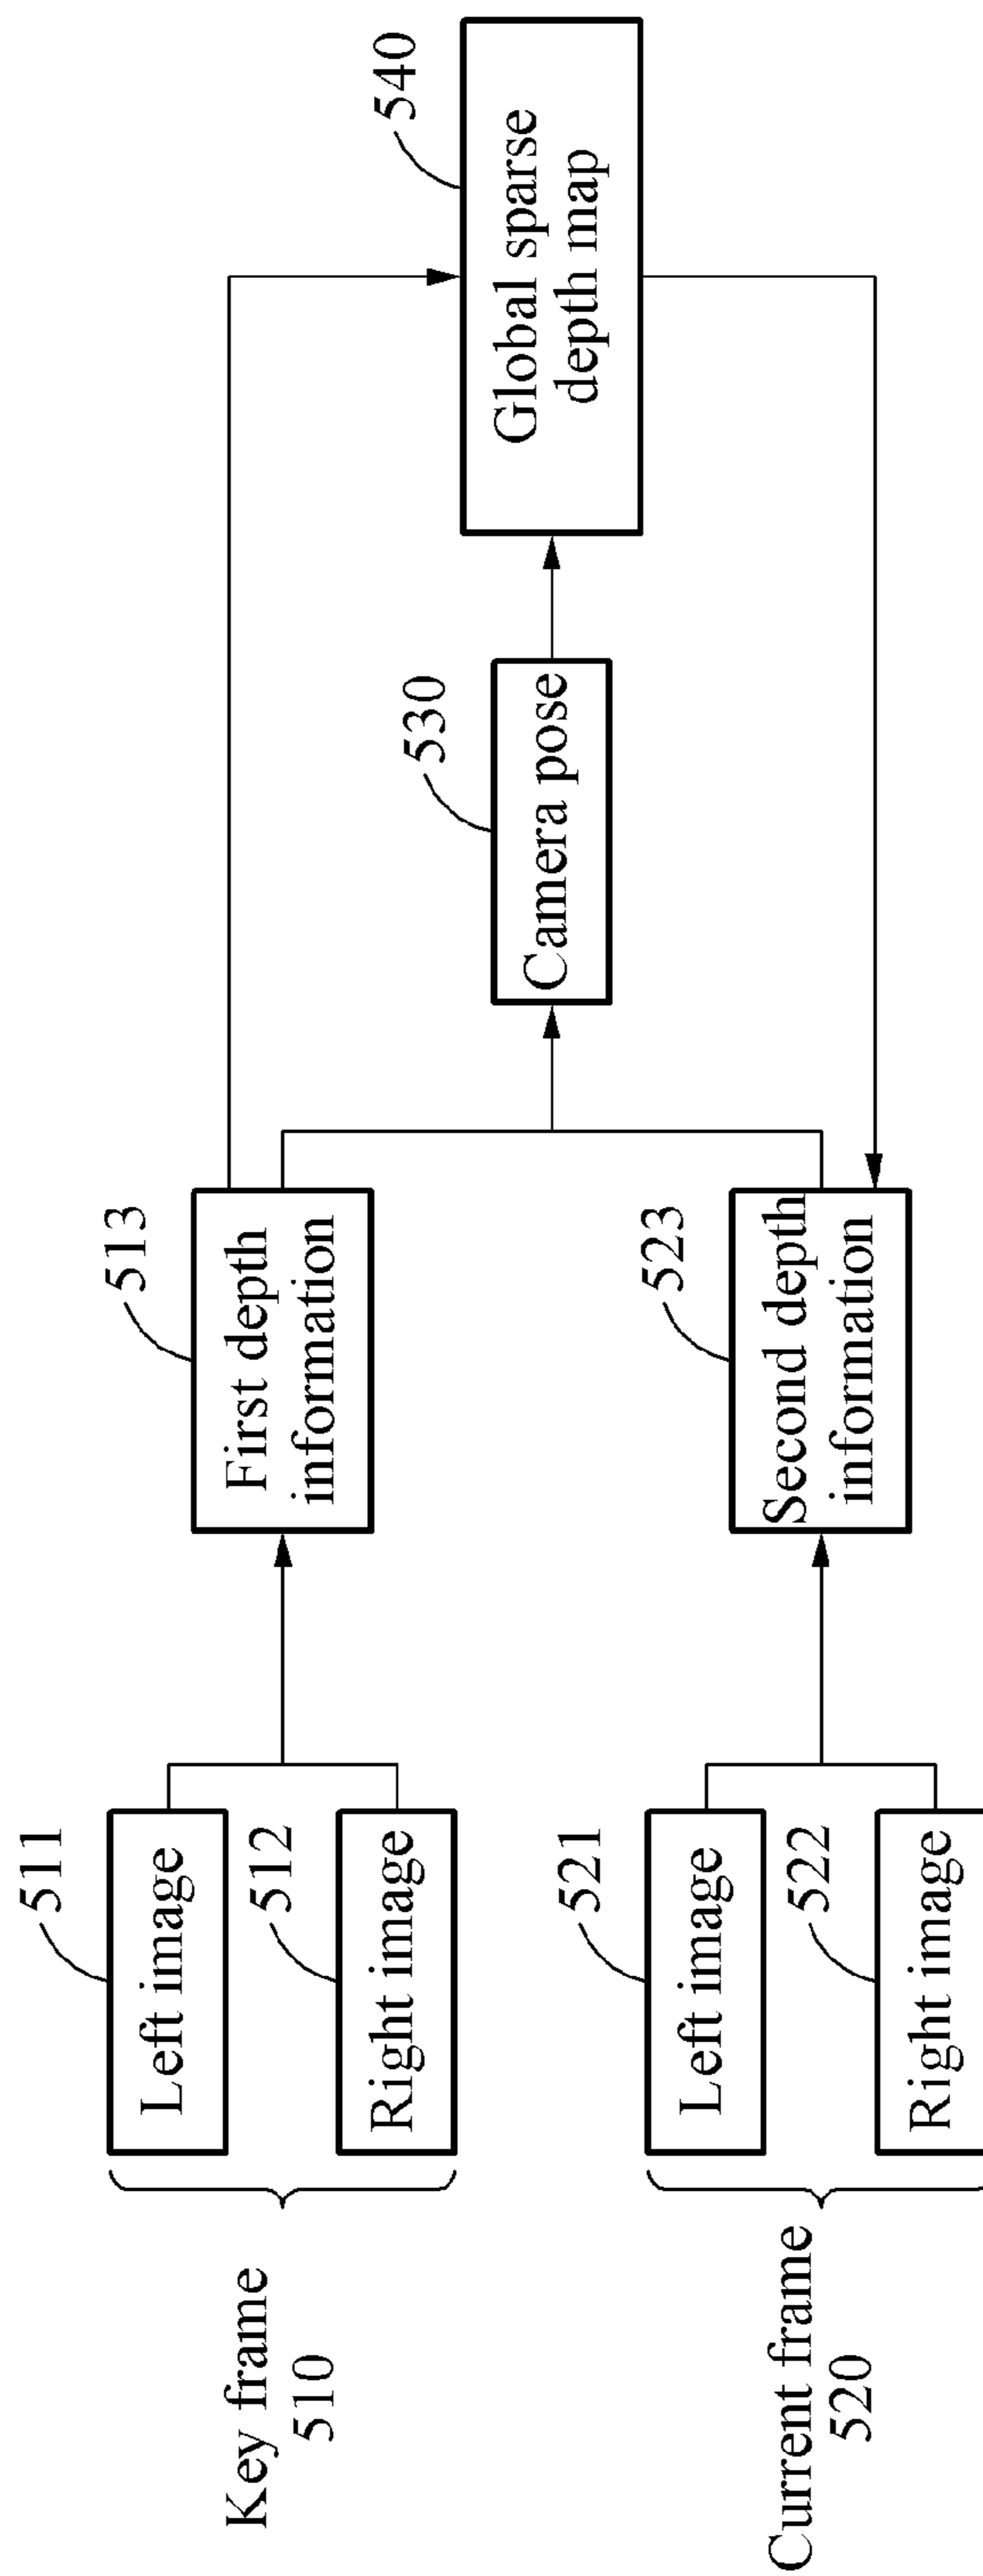 Key frame
510
511
Left image
512
Right image
513
First depth
information
Current frame
520
521
Left image
522
Right image
523
Second depth
information
530
Camera pose
540
Global sparse
depth map